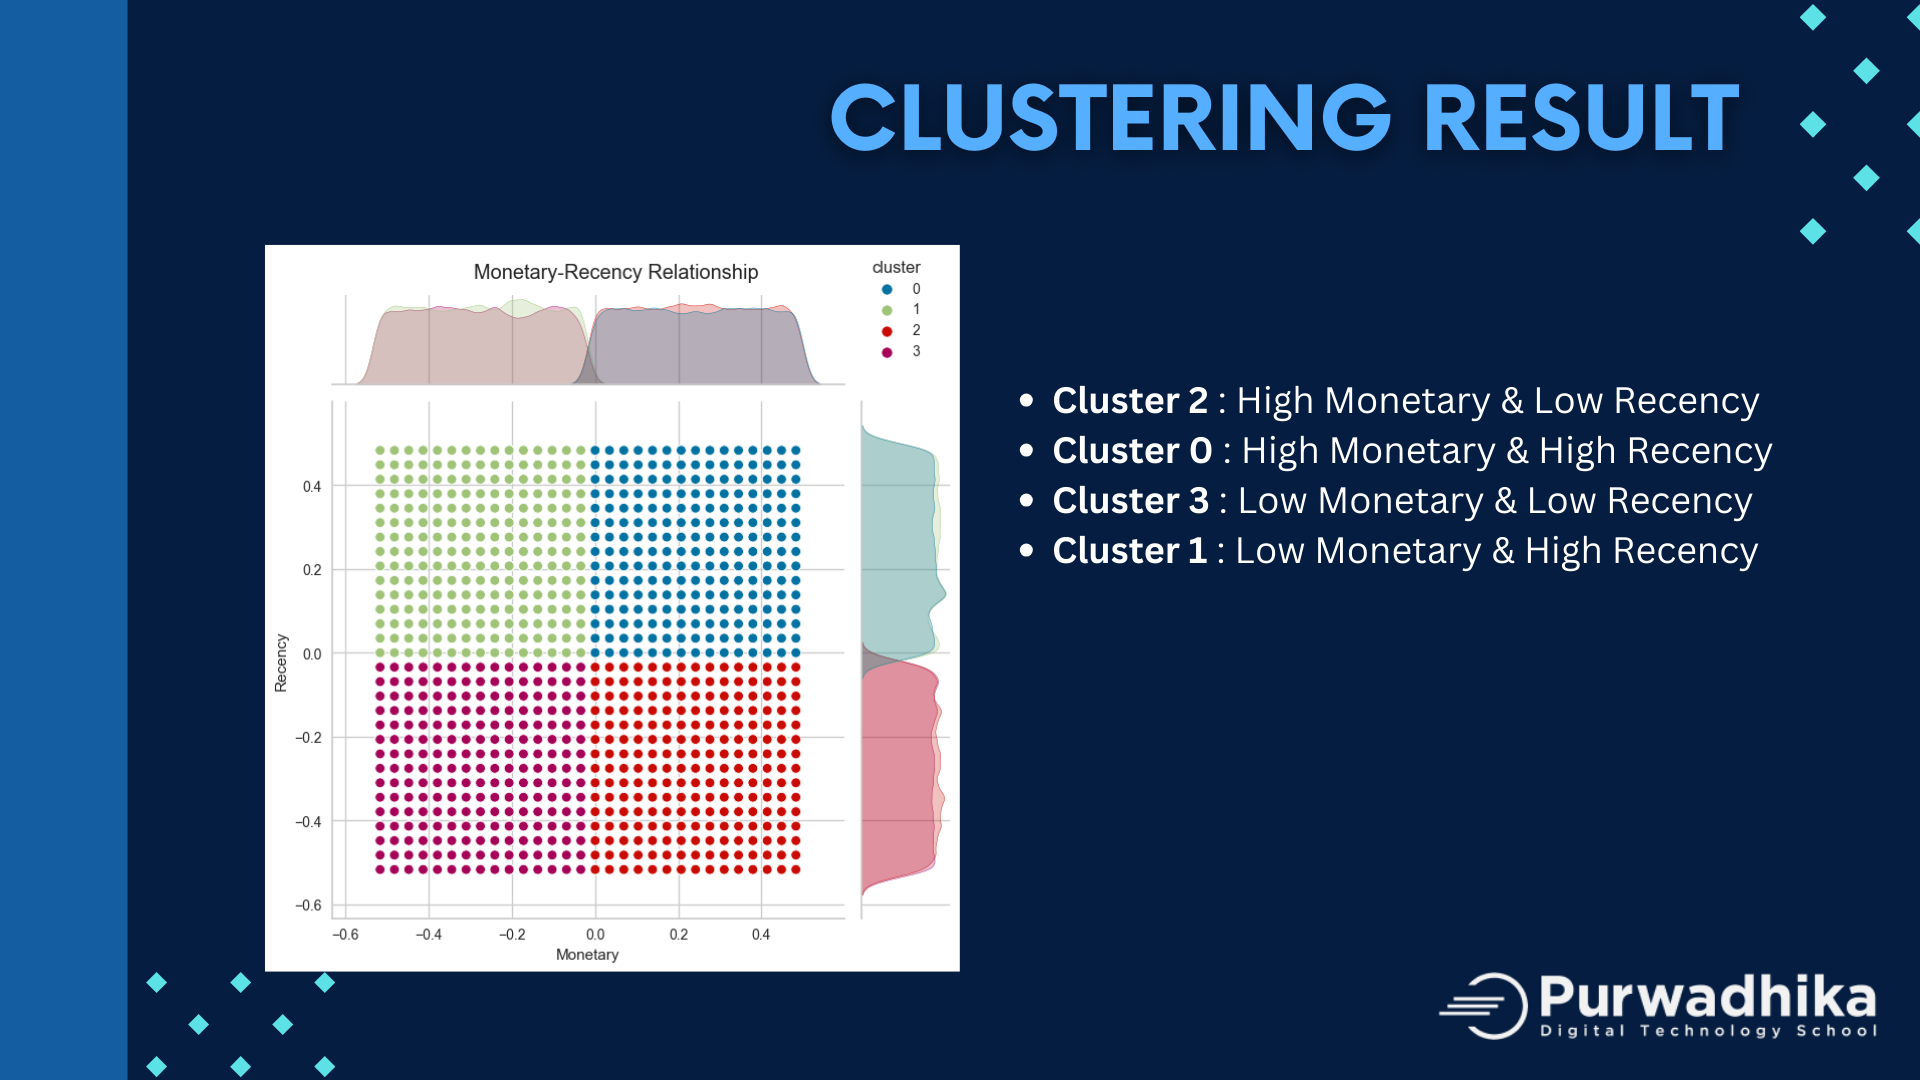 CLUSTERING RESULT
Monetary-Recency Relationship
cluster
0
1
2
3
0.4
0.2
0.0
−0.2
−0.4
−0.6
Recency
−0.6 −0.4 −0.2 0.0 0.2 0.4
Monetary
• Cluster 2 : High Monetary & Low Recency
• Cluster 0 : High Monetary & High Recency
• Cluster 3 : Low Monetary & Low Recency
• Cluster 1 : Low Monetary & High Recency
Purwadhika
Digital Technology School